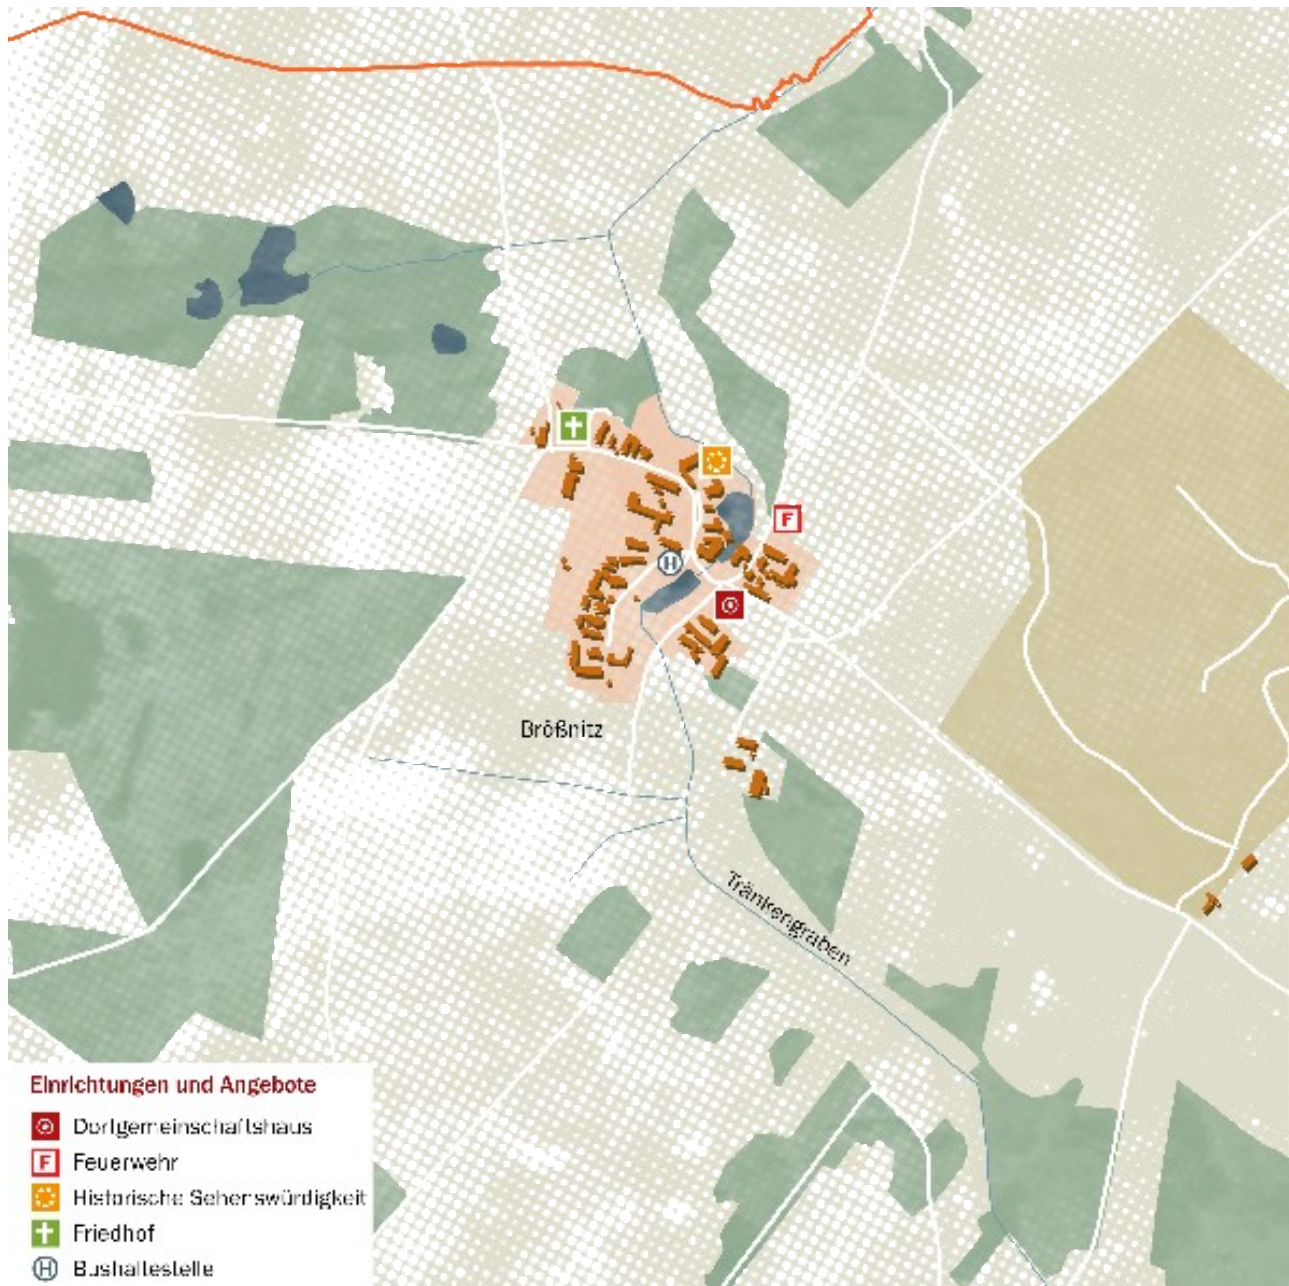 Brößnitz
Tränkengraben
F
H
Einrichtungen und Angebote
Dorfgemeinschaftshaus
F Feuerwehr
Historische Sehenswürdigkeit
Friedhof
H Bushaltestelle